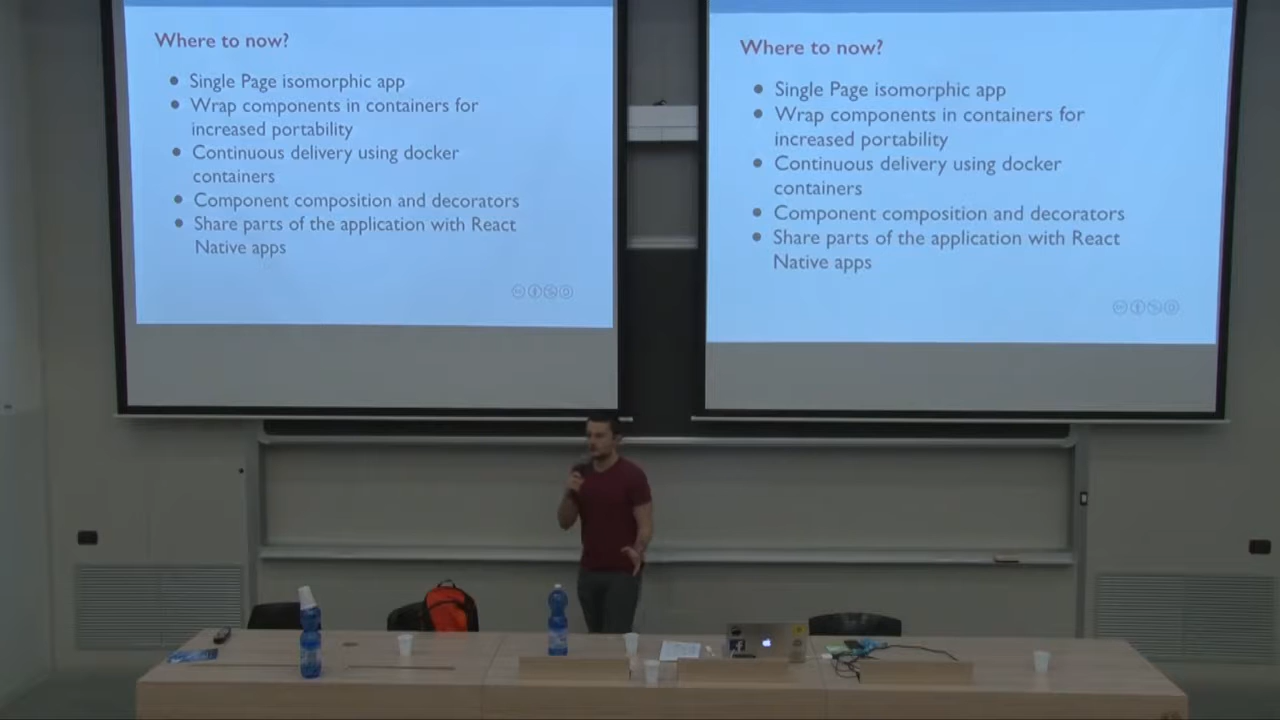 Where to now?
Single Page isomorphic app
Wrap components in containers for
increased portability
Continuous delivery using docker
containers
Component composition and decorators
Share parts of the application with React
Native apps
Where to now?
Single Page isomorphic app
Wrap components in containers for
increased portability
Continuous delivery using docker
containers
Component composition and decorators
Share parts of the application with React
Native apps